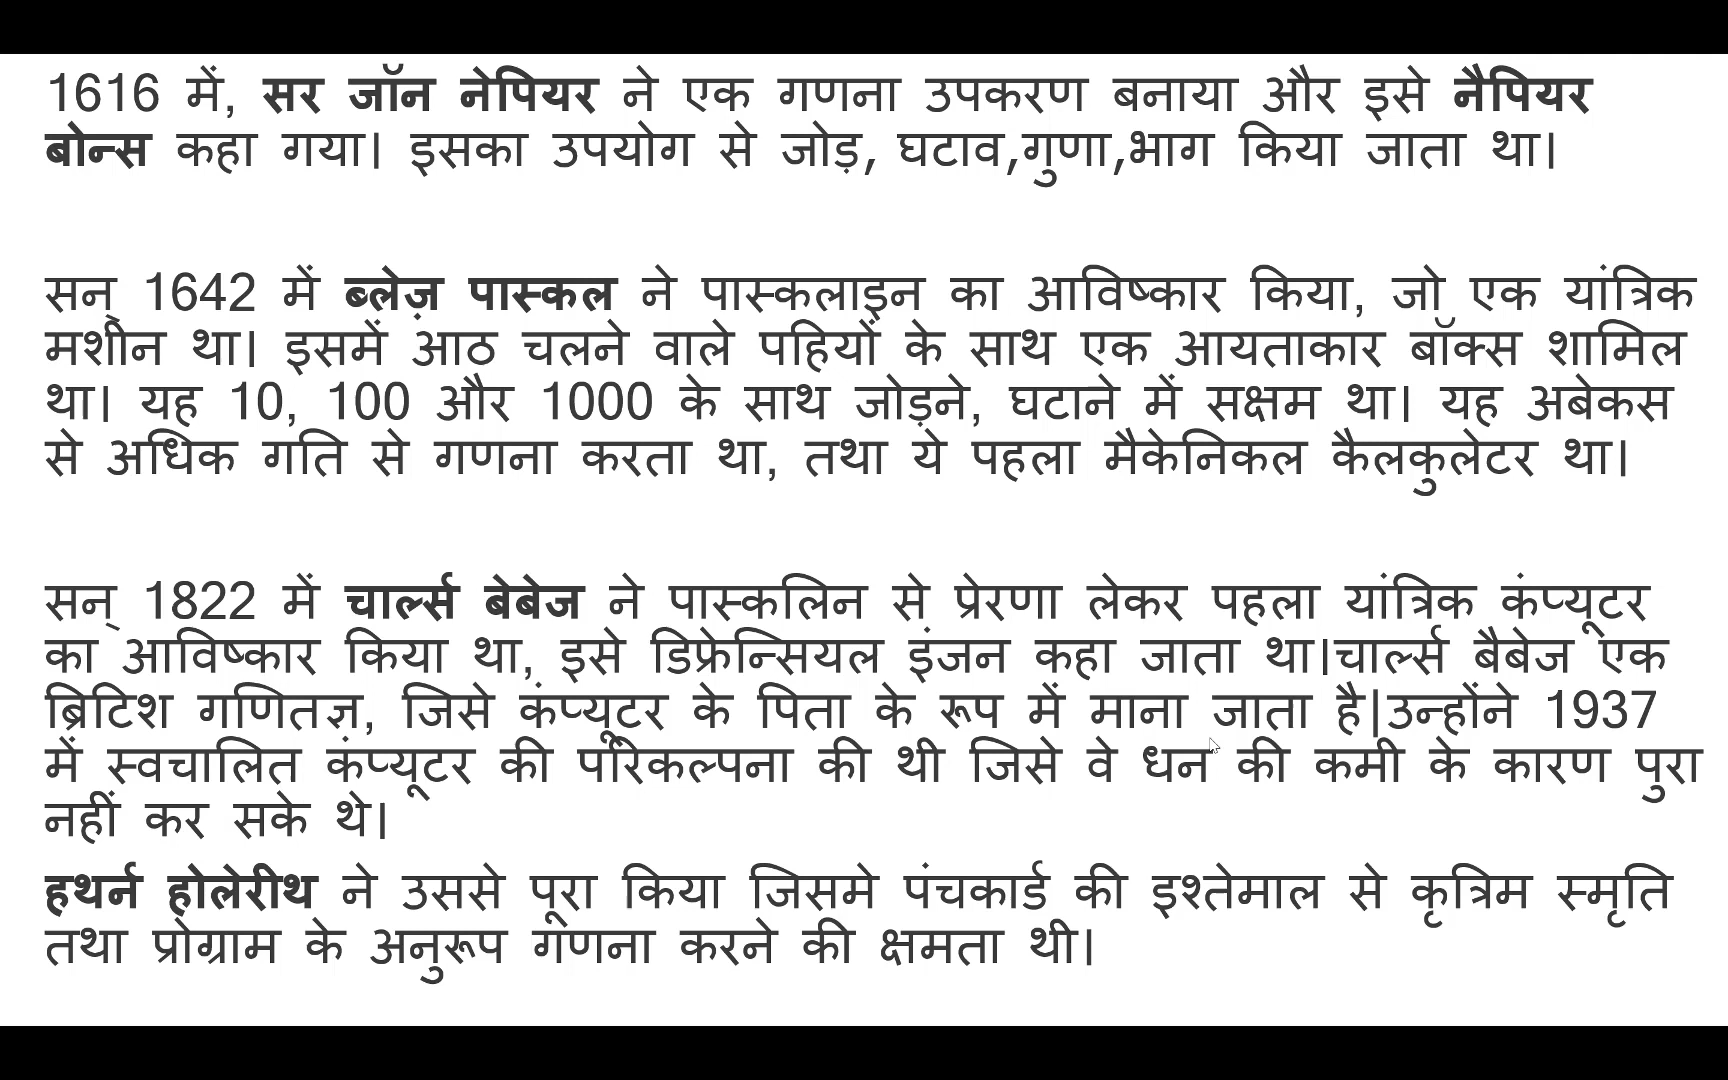 1616 में, सर जॉन नेपियर ने एक गणना उपकरण बनाया और इसे नैपियर
बोन्स कहा गया। इसका उपयोग से जोड़, घटाव,गुणा,भाग किया जाता था।
सन् 1642 में ब्लेज़ पास्कल ने पास्कलाइन का आविष्कार किया, जो एक यांत्रिक
मशीन था। इसमें आठ चलने वाले पहियों के साथ एक आयताकार बॉक्स शामिल
था। यह 10, 100 और 1000 के साथ जोड़ने, घटाने में सक्षम था। यह अबेकस
से अधिक गति से गणना करता था, तथा ये पहला मैकेनिकल कैलकुलेटर था।
सन् 1822 में चार्ल्स बेबेज ने पास्कलिन से प्रेरणा लेकर पहला यांत्रिक कंप्यूटर
का आविष्कार किया था, इसे डिफ्रेन्सियल इंजन कहा जाता था।चार्ल्स बैबेज एक
ब्रिटिश गणितज्ञ, जिसे कंप्यूटर के पिता के रूप में माना जाता है|उन्होंने 1937
में स्वचालित कंप्यूटर की परिकल्पना की थी जिसे वे धन की कमी के कारण पुरा
नहीं कर सके थे।
हथर्न होलेरीथ ने उससे पूरा किया जिसमे पंचकार्ड की इश्तेमाल से कृत्रिम स्मृति
तथा प्रोग्राम के अनुरूप गणना करने की क्षमता थी।